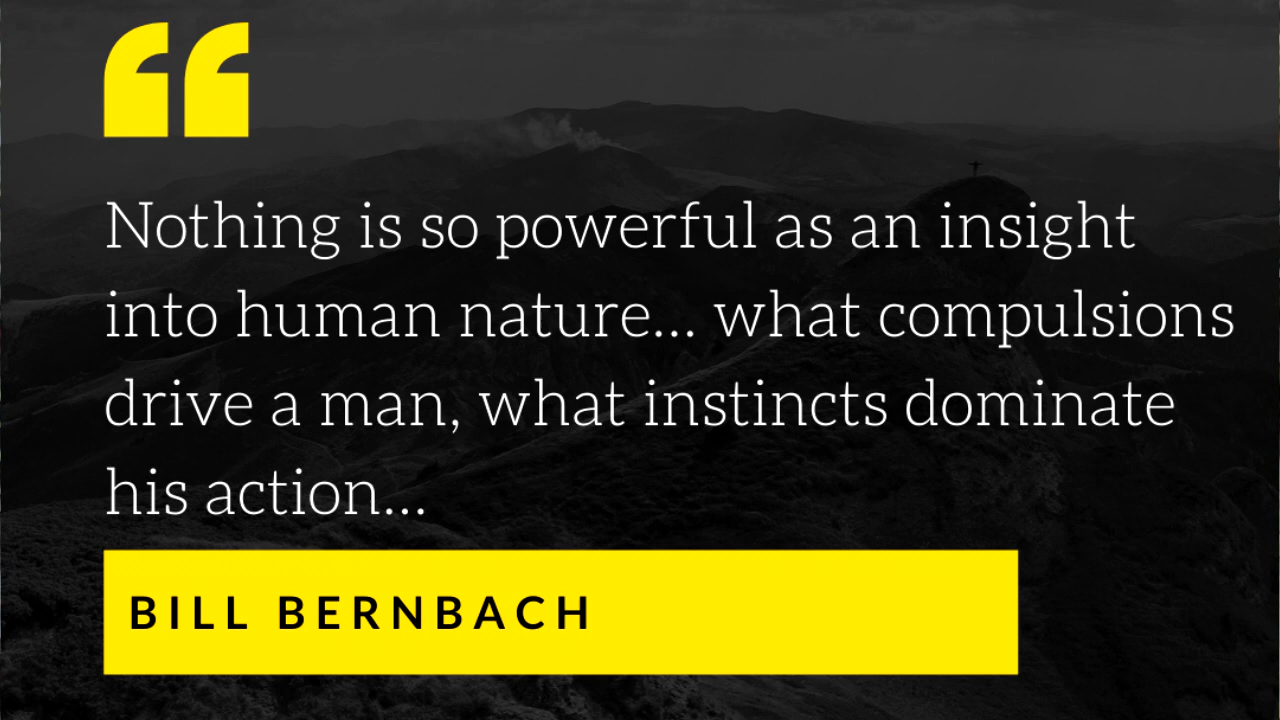 “
Nothing is so powerful as an insight
into human nature... what compulsions
drive a man, what instincts dominate
his action...
BILL BERNBACH